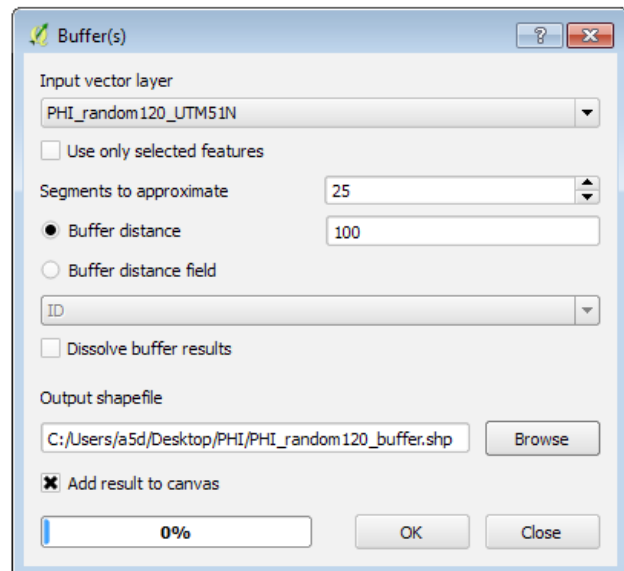 Buffer(s)
?
Input vector layer
PHI_random120_UTM51N
Use only selected features
Segments to approximate 25
Buffer distance 100
Buffer distance field
ID
Dissolve buffer results
Output shapefile
C:/Users/a5d/Desktop/PHI/PHI_random120_buffer.shp Browse
Add result to canvas
0% OK Close